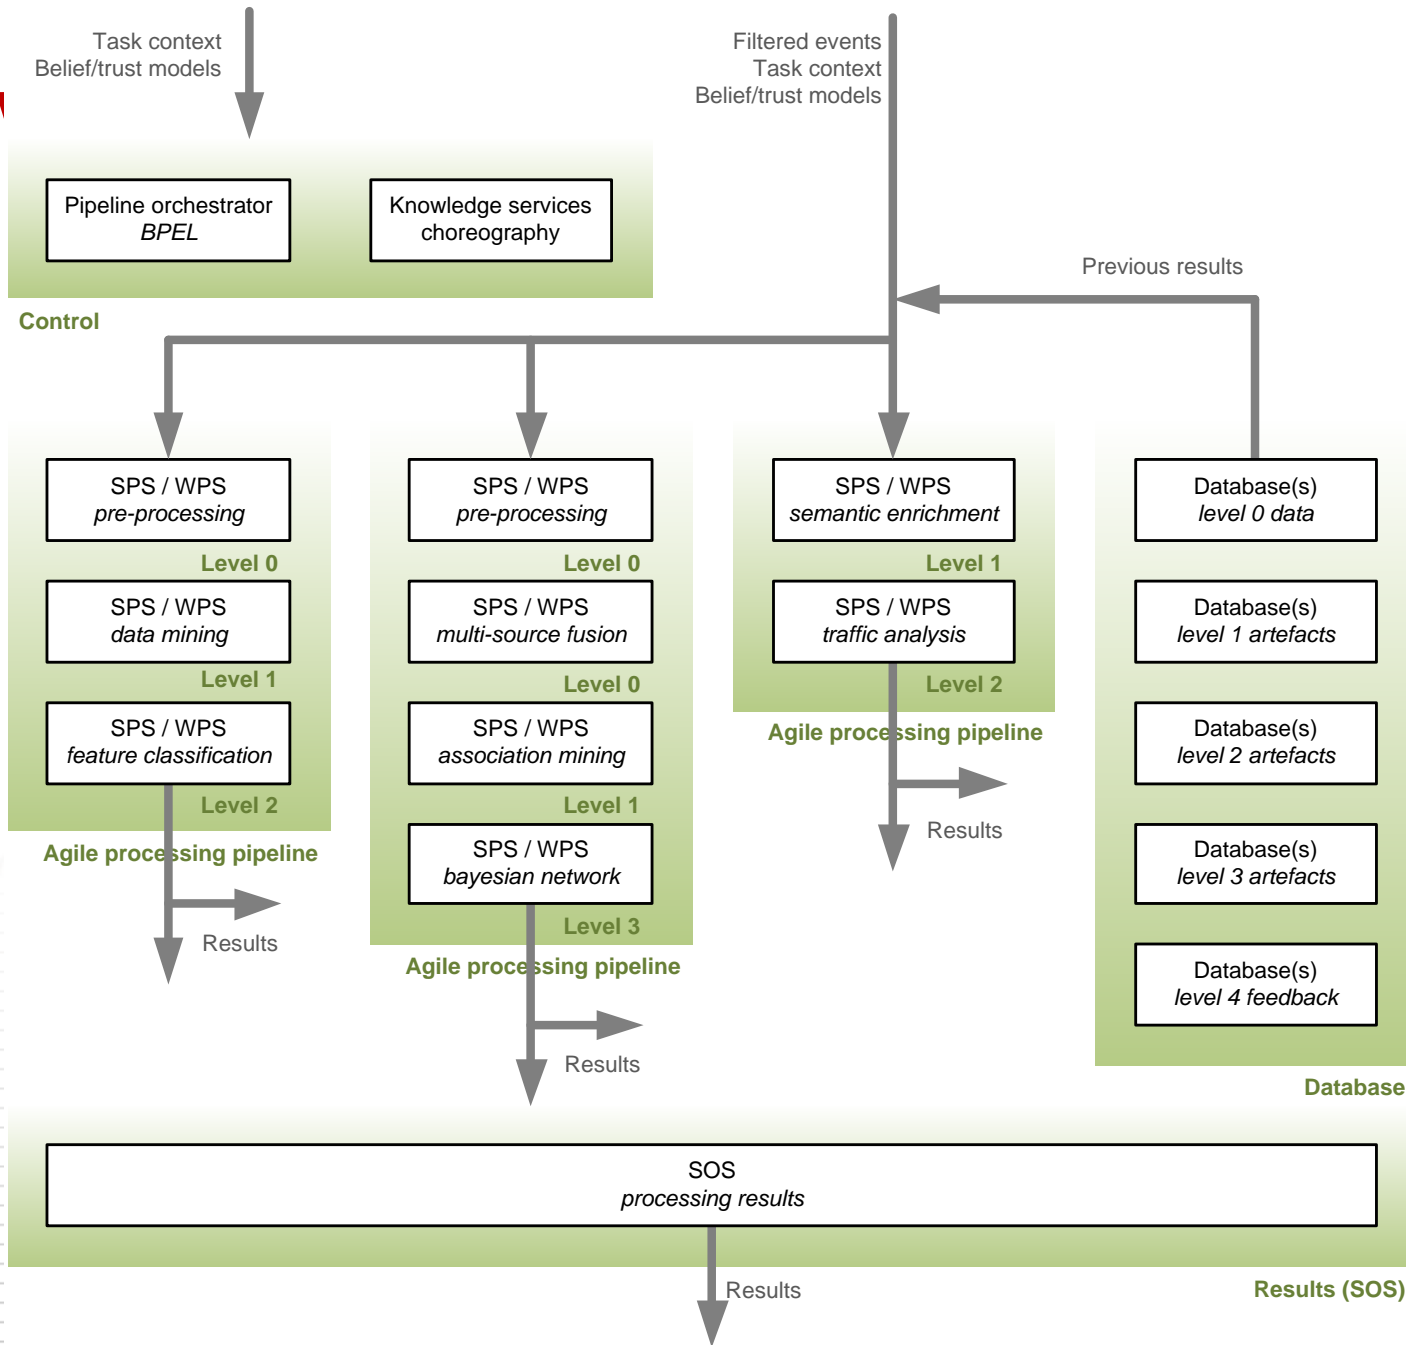 Task context
Belief/trust models
Filtered events
Task context
Belief/trust models
Pipeline orchestrator
BPEL
Knowledge services
choreography
Control
Previous results
SPS / WPS
pre-processing
Level 0
SPS / WPS
data mining
Level 1
SPS / WPS
feature classification
Level 2
Agile processing pipeline
Results
SPS / WPS
pre-processing
Level 0
SPS / WPS
multi-source fusion
Level 0
SPS / WPS
association mining
Level 1
SPS / WPS
bayesian network
Level 3
Agile processing pipeline
Results
SPS / WPS
semantic enrichment
Level 1
SPS / WPS
traffic analysis
Level 2
Agile processing pipeline
Results
Database(s)
level 0 data
Database(s)
level 1 artefacts
Database(s)
level 2 artefacts
Database(s)
level 3 artefacts
Database(s)
level 4 feedback
Database
SOS
processing results
Results (SOS)
Results